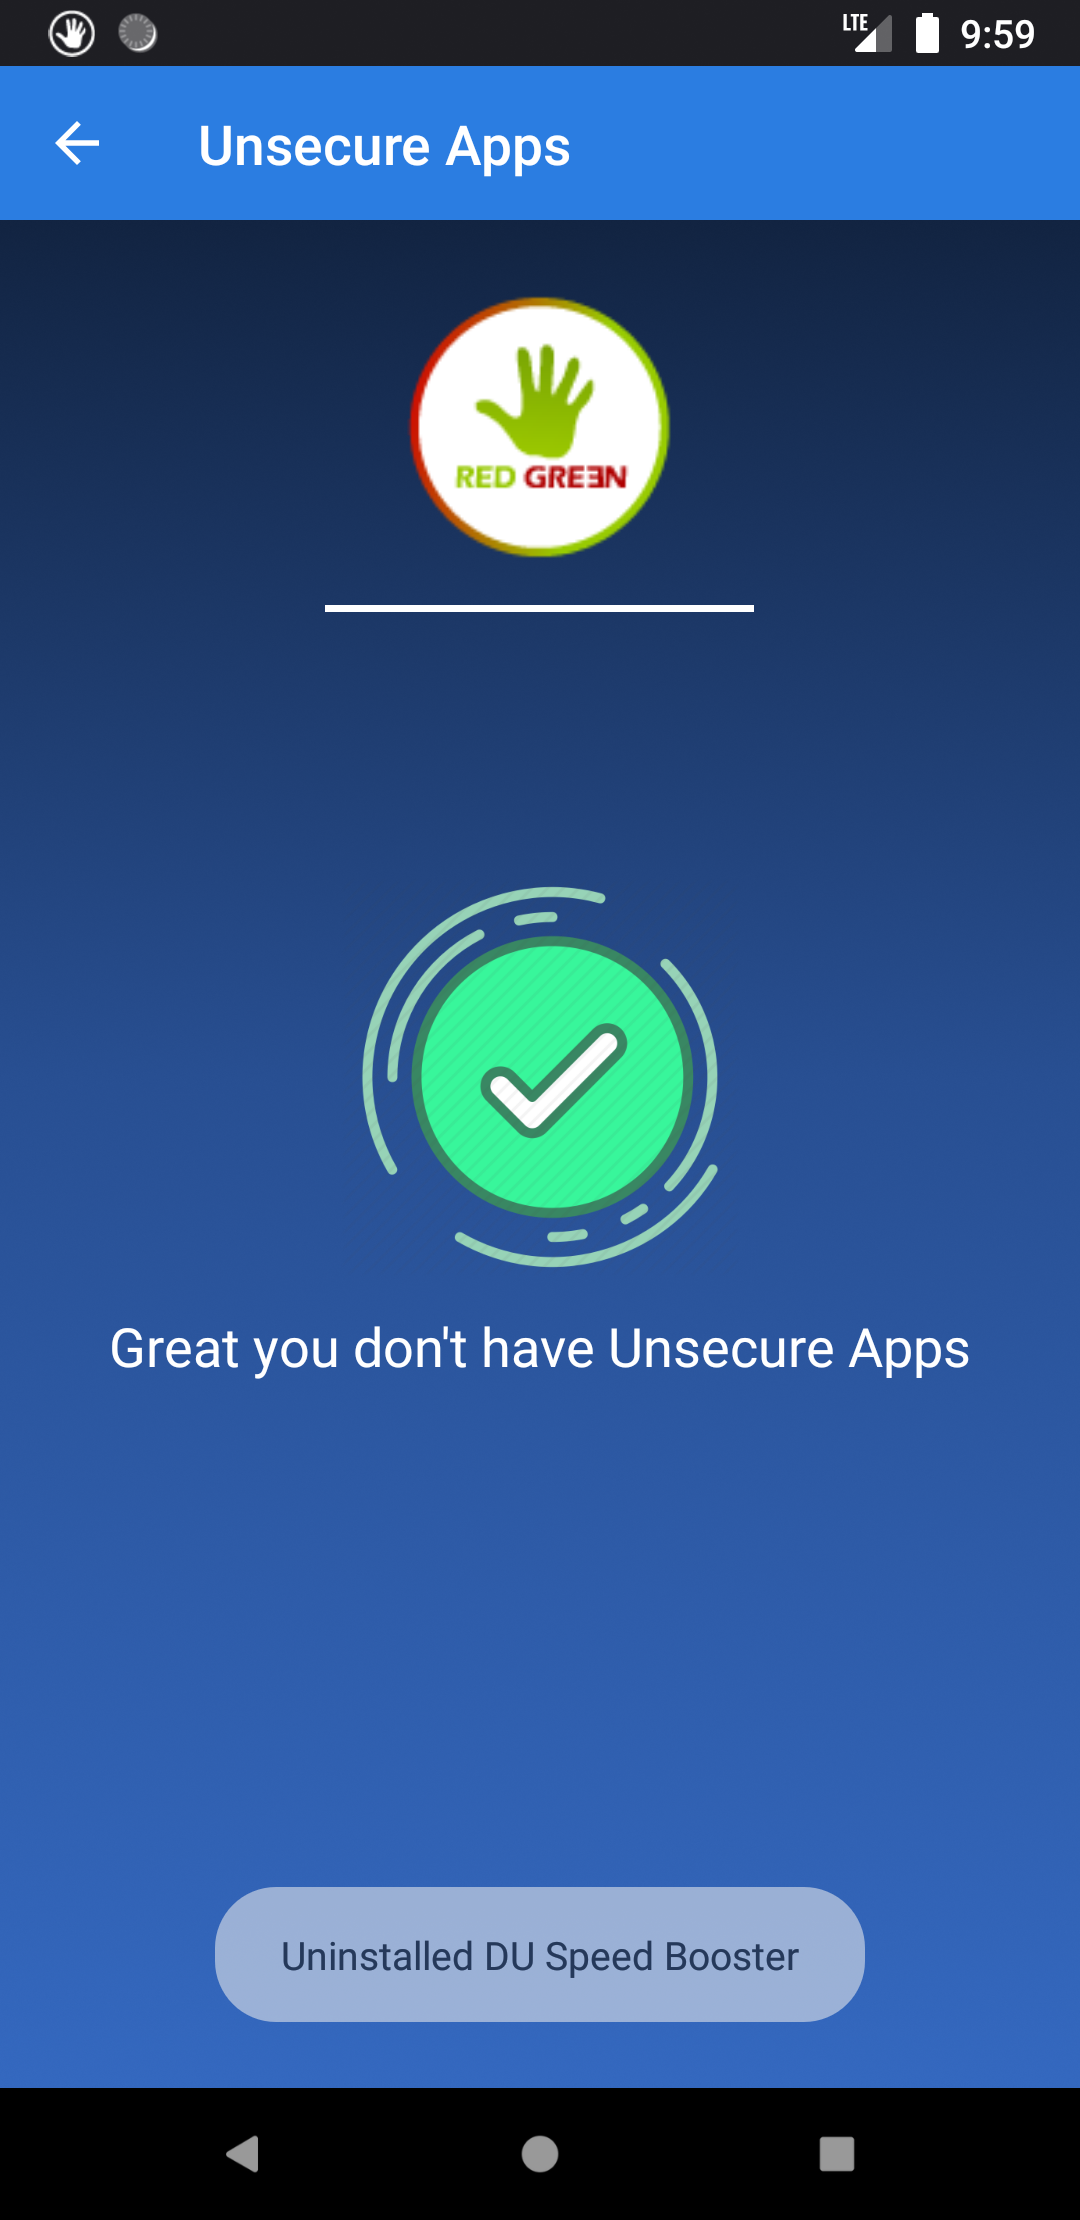 LTE 9:59
Unsecure Apps
RED GREEN
Great you don't have Unsecure Apps
Uninstalled DU Speed Booster